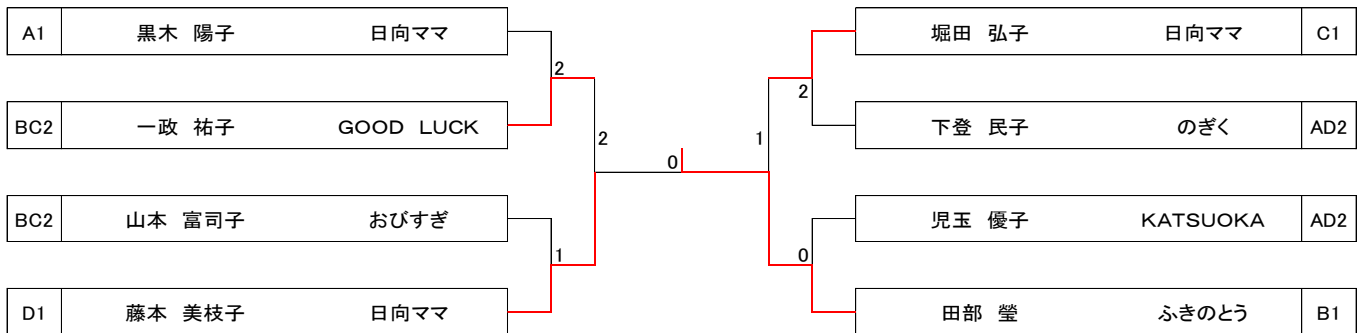 A1 黒木 陽子 日向ママ
堀田 弘子 日向ママ C1
2
2
BC2 一政 祐子 GOOD LUCK
下登 民子 のぎく AD2
2
1
0
BC2 山本 富司子 おびすぎ
児玉 優子 KATSUOKA AD2
1
0
D1 藤本 美枝子 日向ママ
田部 瑩 ふきのとう B1